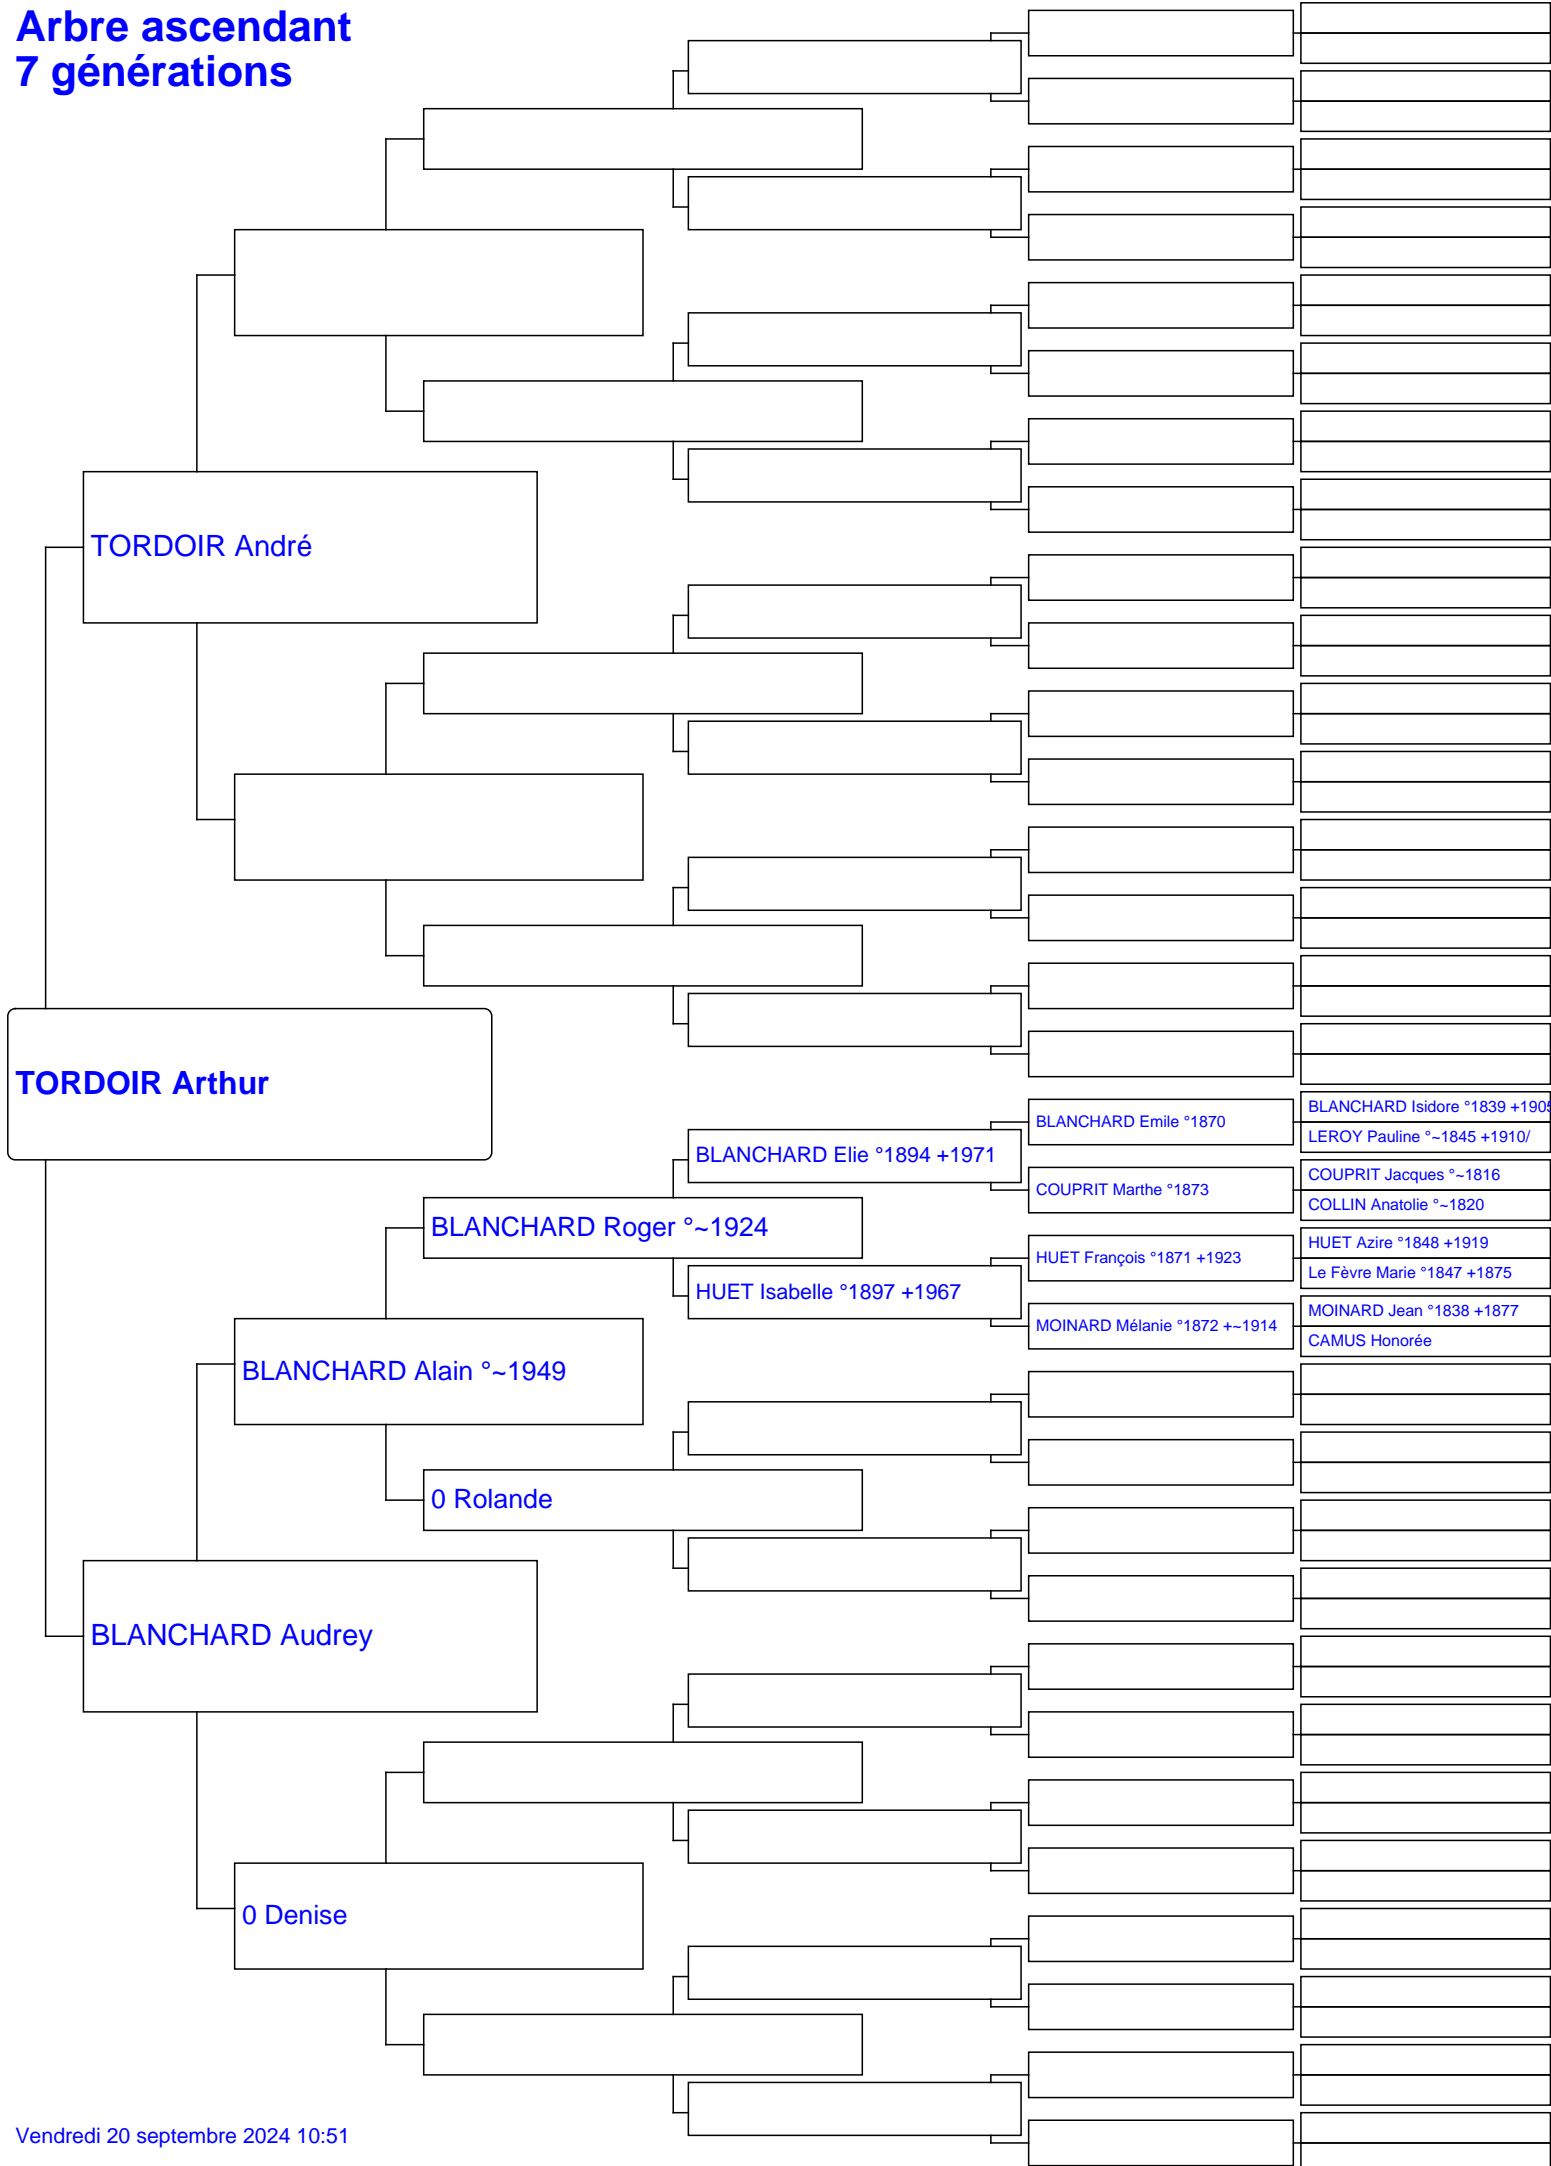 Arbre ascendant
7 générations
TORDOIR André
TORDOIR Arthur
BLANCHARD Isidore °1839 +1905
BLANCHARD Emile °1870
LEROY Pauline °~1845 +1910/
BLANCHARD Elie °1894 +1971
COUPRIT Jacques °~1816
COUPRIT Marthe °1873
COLLIN Anatolie °~1820
BLANCHARD Roger °~1924
HUET Azire °1848 +1919
HUET François °1871 +1923
Le Fèvre Marie °1847 +1875
HUET Isabelle °1897 +1967
MOINARD Jean °1838 +1877
MOINARD Mélanie °1872 +~1914
CAMUS Honorée
BLANCHARD Alain °~1949
0 Rolande
BLANCHARD Audrey
0 Denise
Vendredi 20 septembre 2024 10:51